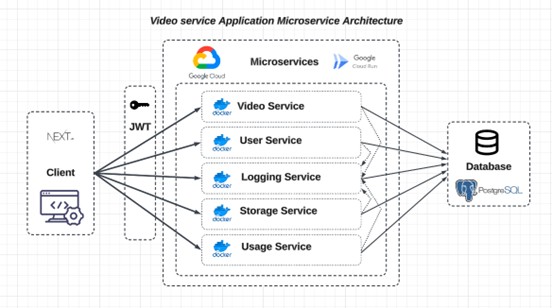 Video service Application Microservice Architecture
Google Cloud
Microservices
Google
Cloud Run
NEXT.
JWT
Client
docker
Video Service
docker
User Service
docker
Logging Service
docker
Storage Service
docker
Usage Service
Database
PostgreSQL